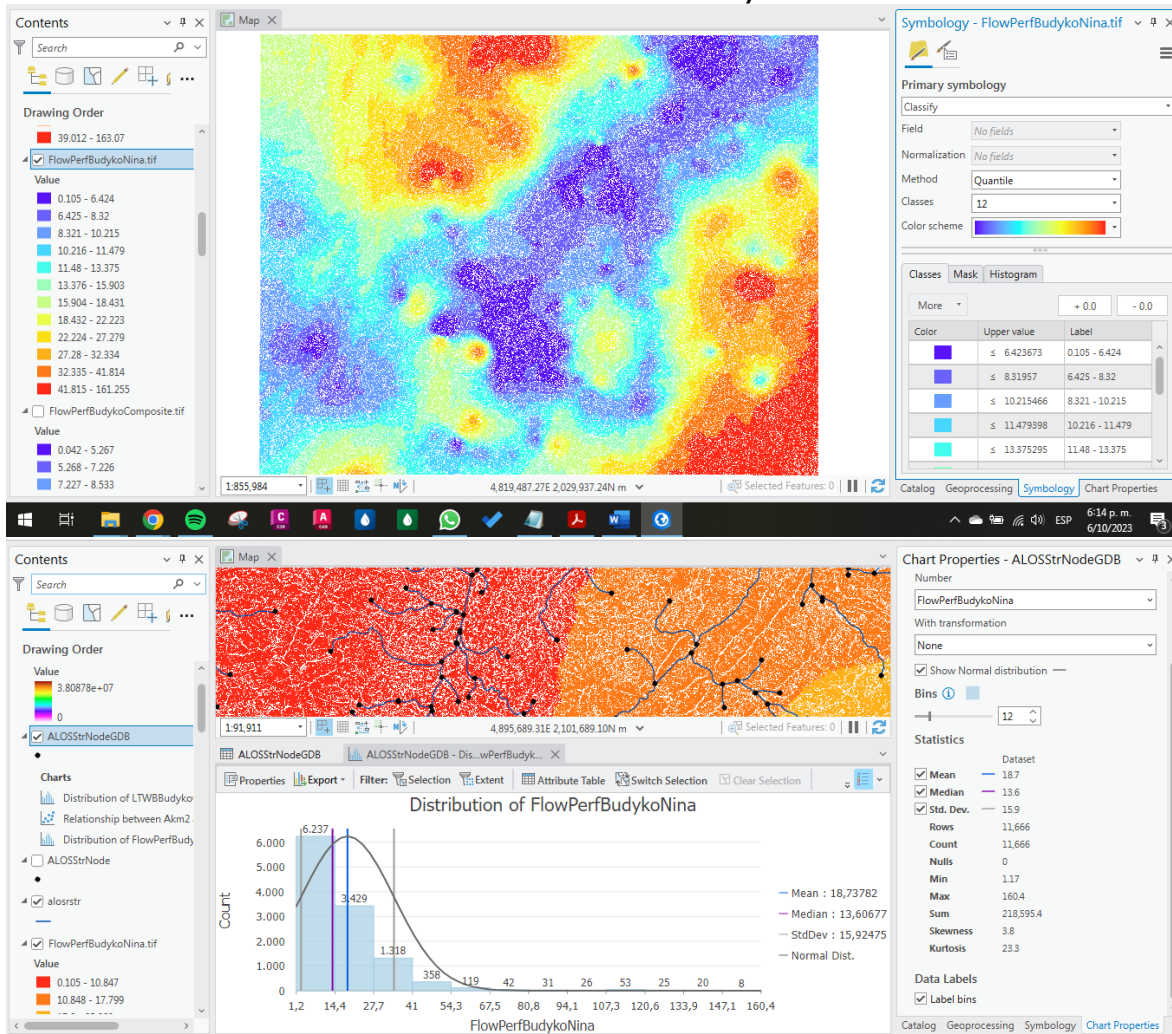 Contents
Search
Drawing Order
39.012 - 163.07
FlowPerfBudykoNina.tif
Value
0.105 - 6.424
6.425 - 8.32
8.321 - 10.215
10.216 - 11.479
11.48 - 13.375
13.376 - 15.903
15.904 - 18.431
18.432 - 22.223
22.224 - 27.279
27.28 - 32.334
32.335 - 41.814
41.815 - 161.255
FlowPerfBudykoComposite.tif
Value
0.042 - 5.267
5.268 - 7.226
7.227 - 8.533
Map
1:855,984
4,819,487.27E 2,029,937.24N m
Selected Features: 0
Symbology - FlowPerfBudykoNina.tif
Primary symbology
Classify
Field No fields
Normalization No fields
Method Quantile
Classes 12
Color scheme
Classes Mask Histogram
More + 0.0 - 0.0
Color Upper value Label
≤ 6.423673 0.105 - 6.424
≤ 8.31957 6.425 - 8.32
≤ 10.215466 8.321 - 10.215
≤ 11.479398 10.216 - 11.479
≤ 13.375295 11.48 - 13.375
Catalog Geoprocessing Symbology Chart Properties
ESP
6:14 p. m.
6/10/2023
Contents
Search
Drawing Order
Value
3.80878e+07
0
ALOSStrNodeGDB
Charts
Distribution of LTWBBudyko
Relationship between Akm2
Distribution of FlowPerfBudy
ALOSStrNode
alosrstr
FlowPerfBudykoNina.tif
Value
0.105 - 10.847
10.848 - 17.799
Map
1:91,911
4,895,689.31E 2,101,689.10N m
Selected Features: 0
ALOSStrNodeGDB
ALOSStrNodeGDB - Dis...wPerfBudyk...
Properties Export Filter: Selection Extent Attribute Table Switch Selection Clear Selection
Distribution of FlowPerfBudykoNina
Count
6.000
5.000
4.000
3.000
2.000
1.000
0
6.237 3.429 1.318 358 119 42 31 26 53 25 20 8
1,2 14,4 27,7 41 54,3 67,5 80,8 94,1 107,3 120,6 133,9 147,1 160,4
FlowPerfBudykoNina
Mean : 18,73782
Median : 13,60677
StdDev : 15,92475
Normal Dist.
Chart Properties - ALOSStrNodeGDB
Number
FlowPerfBudykoNina
With transformation
None
Show Normal distribution
Bins
12
Statistics
Dataset
Mean 18.7
Median 13.6
Std. Dev. 15.9
Rows 11,666
Count 11,666
Nulls 0
Min 1.17
Max 160.4
Sum 218,595.4
Skewness 3.8
Kurtosis 23.3
Data Labels
Label bins
Catalog Geoprocessing Symbology Chart Properties